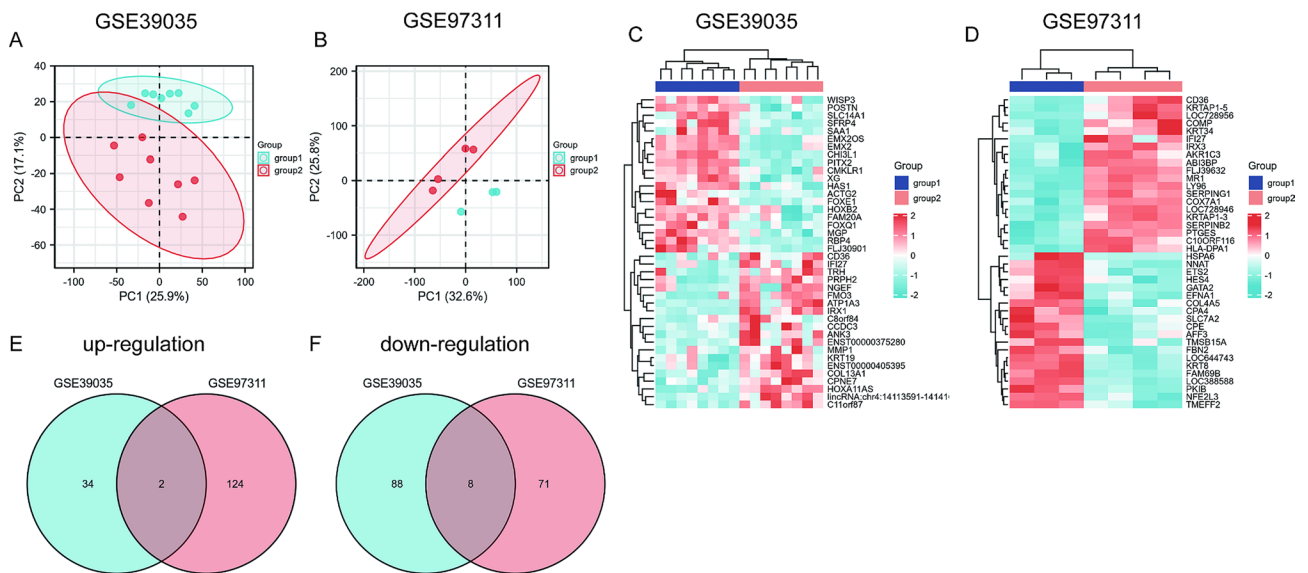 GSE39035
GSE97311
GSE39035
GSE97311
A
40
20
0
-20
-40
-60
PC2 (17.1%)
-100
-50
0
50
100
PC1 (25.9%)
Group
group1
group2
B
200
100
0
-100
PC2 (25.8%)
-200
-100
0
100
PC1 (32.6%)
Group
group1
group2
C
WISP3
POSTN
SLC14A1
SFRP4
SAA1
EMX2OS
EMX2
CHI3L1
PITX2
CMKLR1
XG
HAS1
ACTG2
FOXE1
HOXB2
FAM20A
FOXQ1
MGP
RBP4
FLJ30901
CD36
IFI27
TRH
PRPH2
NGEF
FMO3
ATP1A3
IRX1
C8orf84
CCDC3
ANK3
ENST00000375280
MMP1
KRT19
ENST00000405395
COL13A1
CPNE7
HOXA11AS
lincRNA:chr4:14113591-14141
C11orf87
Group
group1
group2
2
1
0
-1
-2
D
CD36
KRTAP1-5
LOC728956
COMP
KRT34
IFI27
IRX3
AKR1C3
ABI3BP
FLJ39632
MR1
LY96
SERPING1
COX7A1
LOC728946
KRTAP1-3
SERPINB2
PTGES
C10ORF116
HLA-DPA1
HSPA6
NNAT
ETS2
HES4
GATA2
EFNA1
COL4A5
CPA4
SLC7A2
CPE
AFF3
TMSB15A
FBN2
LOC644743
KRT8
FAM69B
LOC388588
PKIB
NFE2L3
TMEFF2
Group
group1
group2
2
1
0
-1
-2
E
up-regulation
GSE39035
GSE97311
34
2
124
F
down-regulation
GSE39035
GSE97311
88
8
71